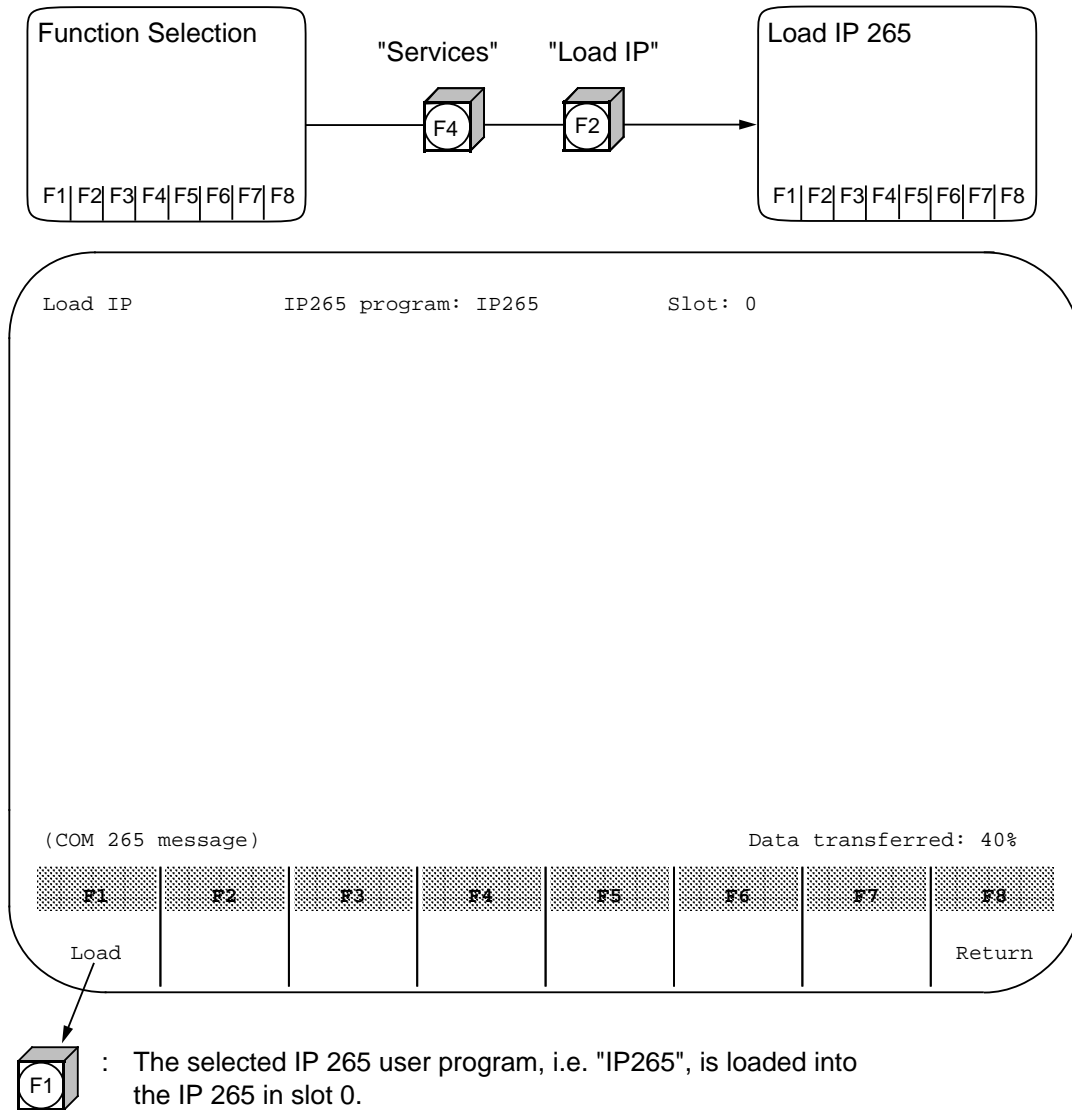 Function Selection
"Services" "Load IP"
Load IP 265
F4 F2
F1 F2 F3 F4 F5 F6 F7 F8
F1 F2 F3 F4 F5 F6 F7 F8
Load IP IP265 program: IP265 Slot: 0
(COM 265 message) Data transferred: 40%
F1 F2 F3 F4 F5 F6 F7 F8
Load Return
F1 : The selected IP 265 user program, i.e. "IP265", is loaded into
the IP 265 in slot 0.